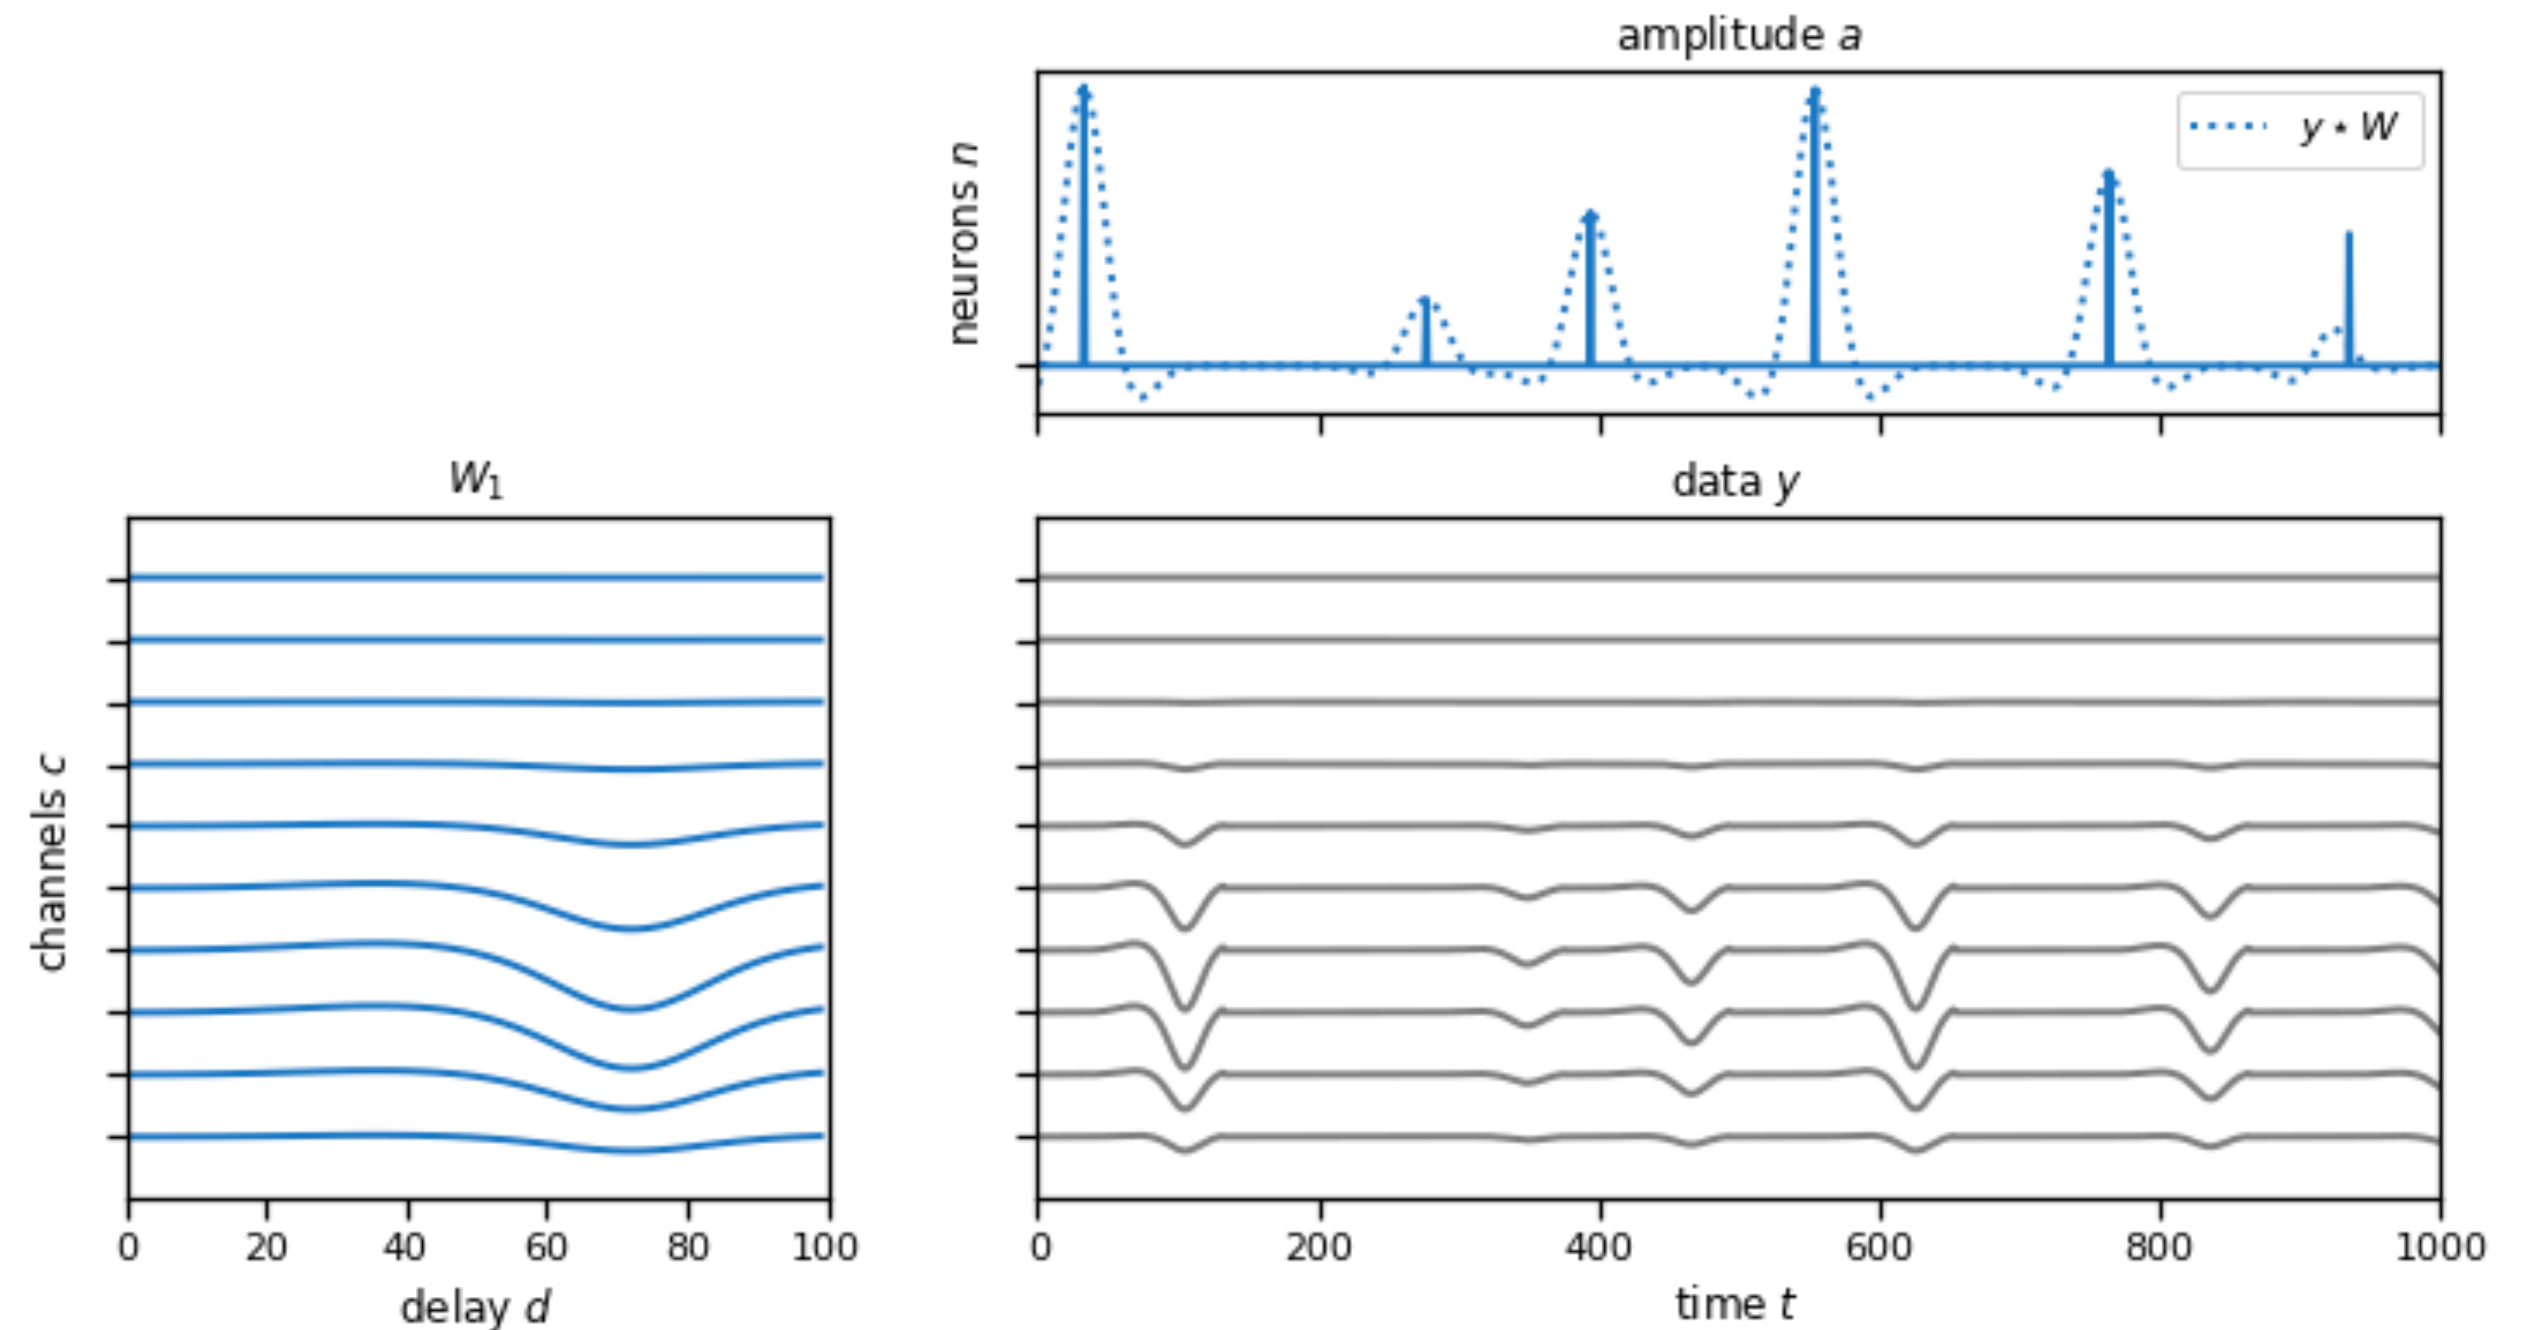 amplitude a
neurons n
y ⋆ W
W₁
data y
channels c
0 20 40 60 80 100
delay d
0 200 400 600 800 1000
time t